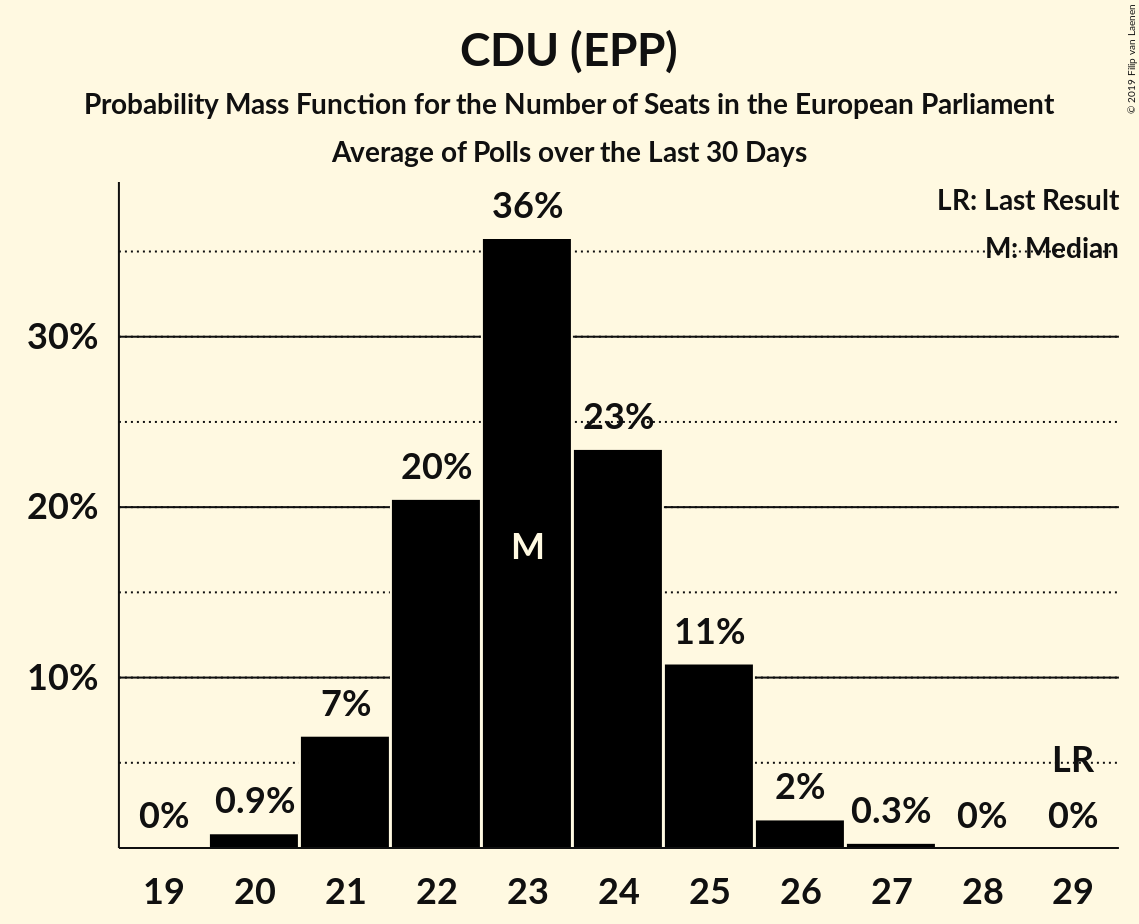 CDU (EPP)
Probability Mass Function for the Number of Seats in the European Parliament
Average of Polls over the Last 30 Days
© 2019 Filip van Laenen
LR: Last Result
M: Median
36%
30%
23%
20%
20%
M
11%
10%
7%
LR
2%
0.9%
0.3%
0%
0%
0%
19 20 21 22 23 24 25 26 27 28 29